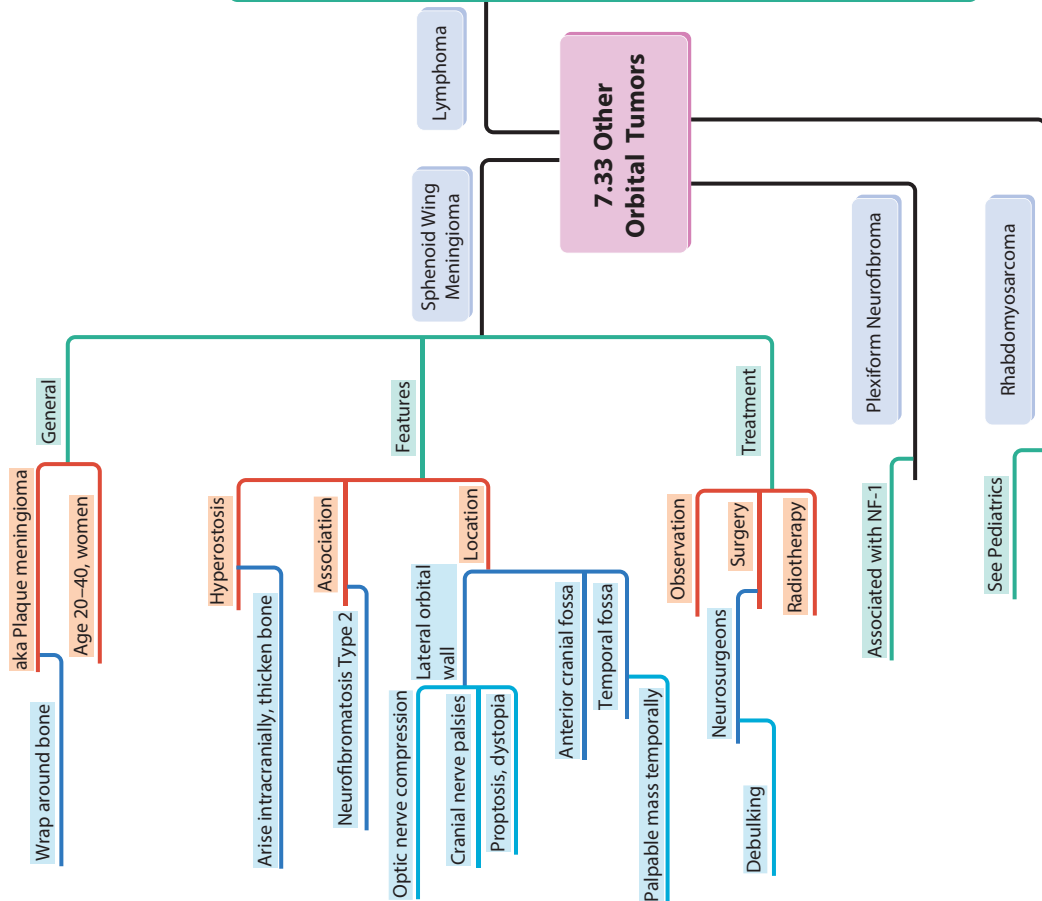 7.33 Other
Orbital Tumors
Lymphoma
Sphenoid Wing
Meningioma
General
aka Plaque meningioma
Wrap around bone
Age 20–40, women
Features
Hyperostosis
Arise intracranially, thicken bone
Association
Neurofibromatosis Type 2
Location
Lateral orbital
wall
Optic nerve compression
Cranial nerve palsies
Proptosis, dystopia
Anterior cranial fossa
Temporal fossa
Palpable mass temporally
Treatment
Observation
Surgery
Neurosurgeons
Debulking
Radiotherapy
Plexiform Neurofibroma
Associated with NF-1
Rhabdomyosarcoma
See Pediatrics